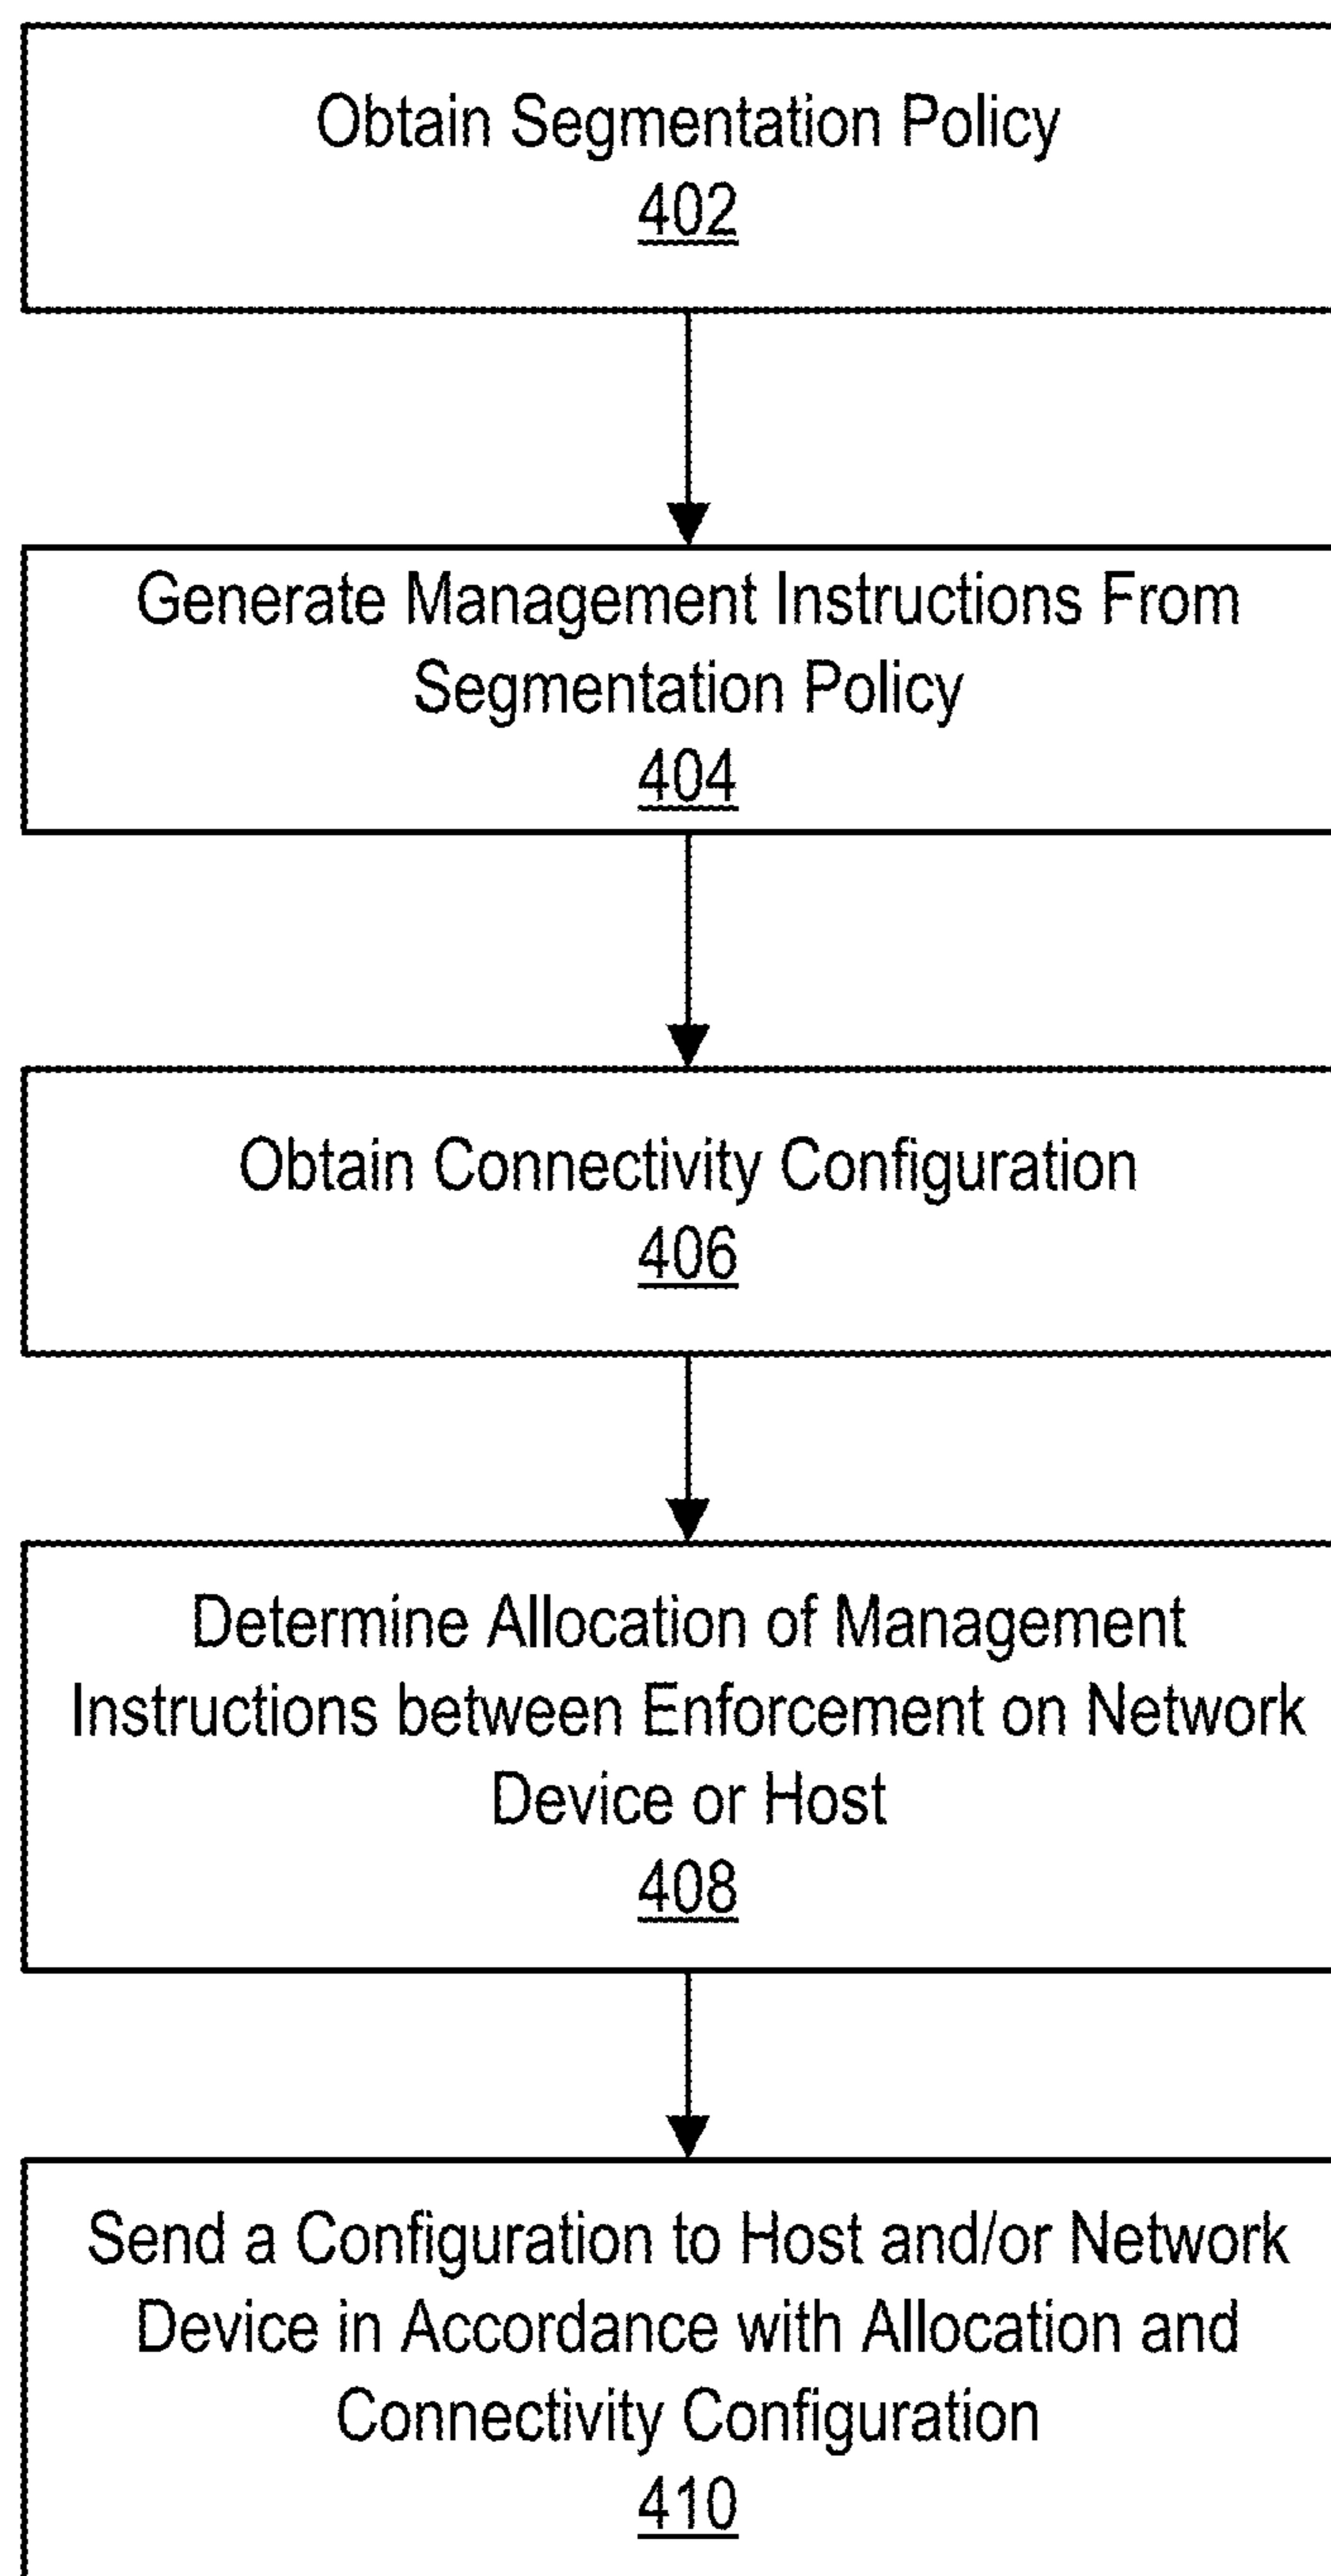 Obtain Segmentation Policy
402
Generate Management Instructions From
Segmentation Policy
404
Obtain Connectivity Configuration
406
Determine Allocation of Management
Instructions between Enforcement on Network
Device or Host
408
Send a Configuration to Host and/or Network
Device in Accordance with Allocation and
Connectivity Configuration
410